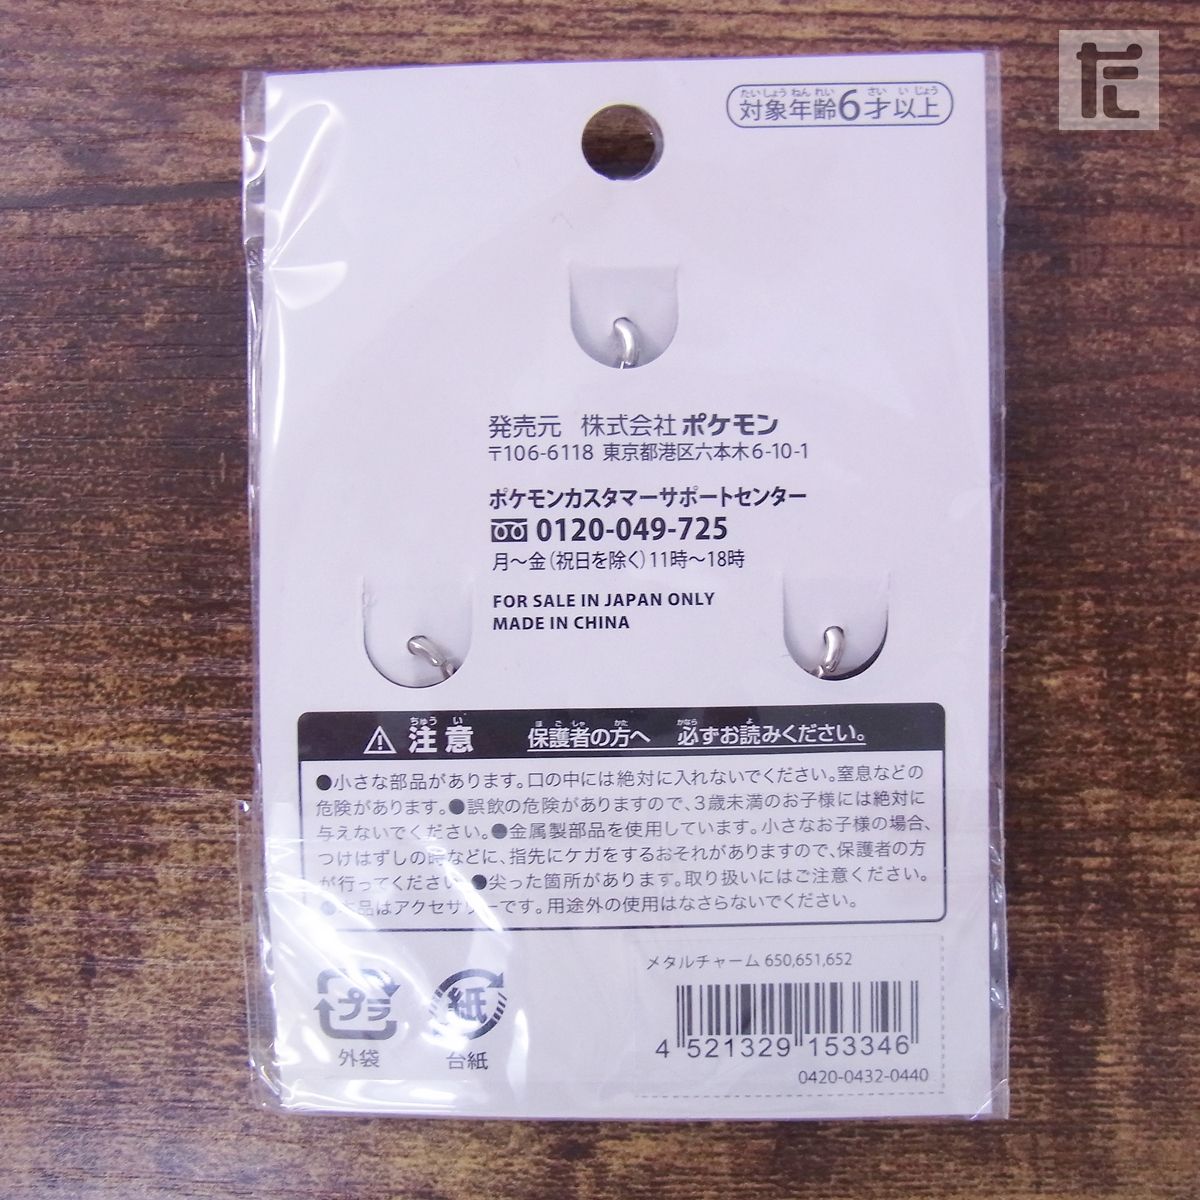 たいしょうねんれい さい いじょう
対象年齢6才以上
発売元 株式会社ポケモン
〒106-6118 東京都港区六本木6-10-1
ポケモンカスタマーサポートセンター
0120-049-725
月〜金(祝日を除く)11時〜18時
FOR SALE IN JAPAN ONLY
MADE IN CHINA
ちゅうい ほごしゃ かた かなら よ
注意 保護者の方へ 必ずお読みください。
●小さな部品があります。口の中には絶対に入れないでください。窒息などの
危険があります。●誤飲の危険がありますので、3歳未満のお子様には絶対に
与えないでください。●金属製部品を使用しています。小さなお子様の場合、
つけはずしの時などに、指先にケガをするおそれがありますので、保護者の方
が行ってください。●尖った箇所があります。取り扱いにはご注意ください。
●本品はアクセサリーです。用途外の使用はなさらないでください。
メタルチャーム 650,651,652
プラ 紙
外袋 台紙
4 521329 153346
0420-0432-0440